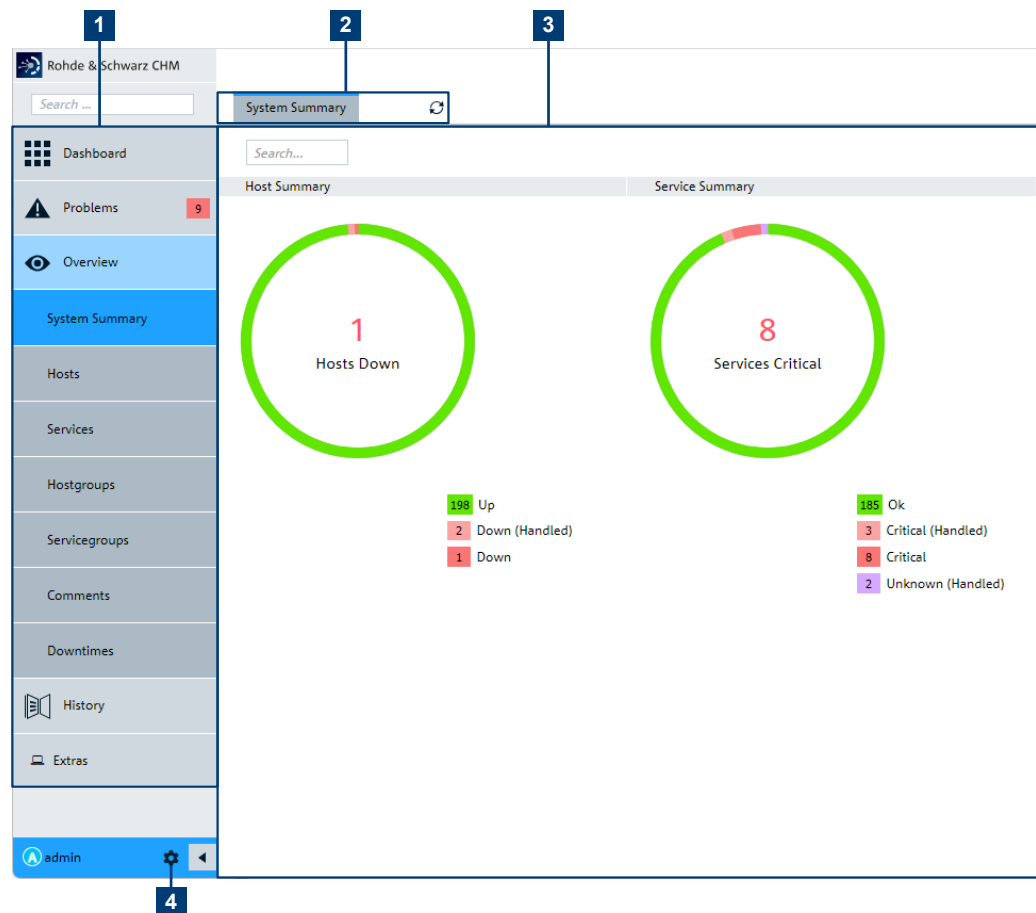 1
2
3
Rohde & Schwarz CHM
Search ...
System Summary
Dashboard
Search...
Host Summary
Service Summary
Problems
9
Overview
System Summary
1
Hosts Down
8
Services Critical
Hosts
Services
Hostgroups
198 Up
185 Ok
2 Down (Handled)
3 Critical (Handled)
Servicegroups
1 Down
8 Critical
2 Unknown (Handled)
Comments
Downtimes
History
Extras
A admin
4